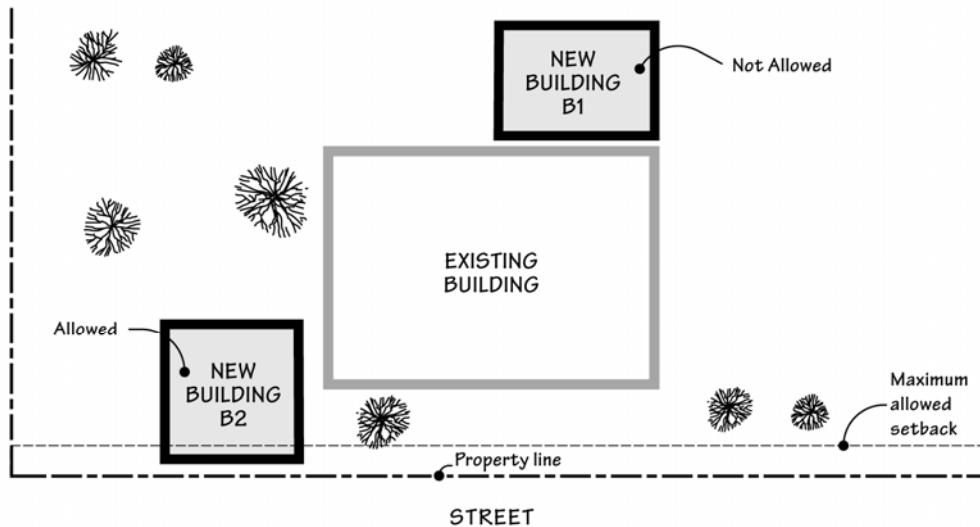 NEW
BUILDING
B1
Not Allowed
EXISTING
BUILDING
Allowed
NEW
BUILDING
B2
Maximum
allowed
setback
Property line
STREET